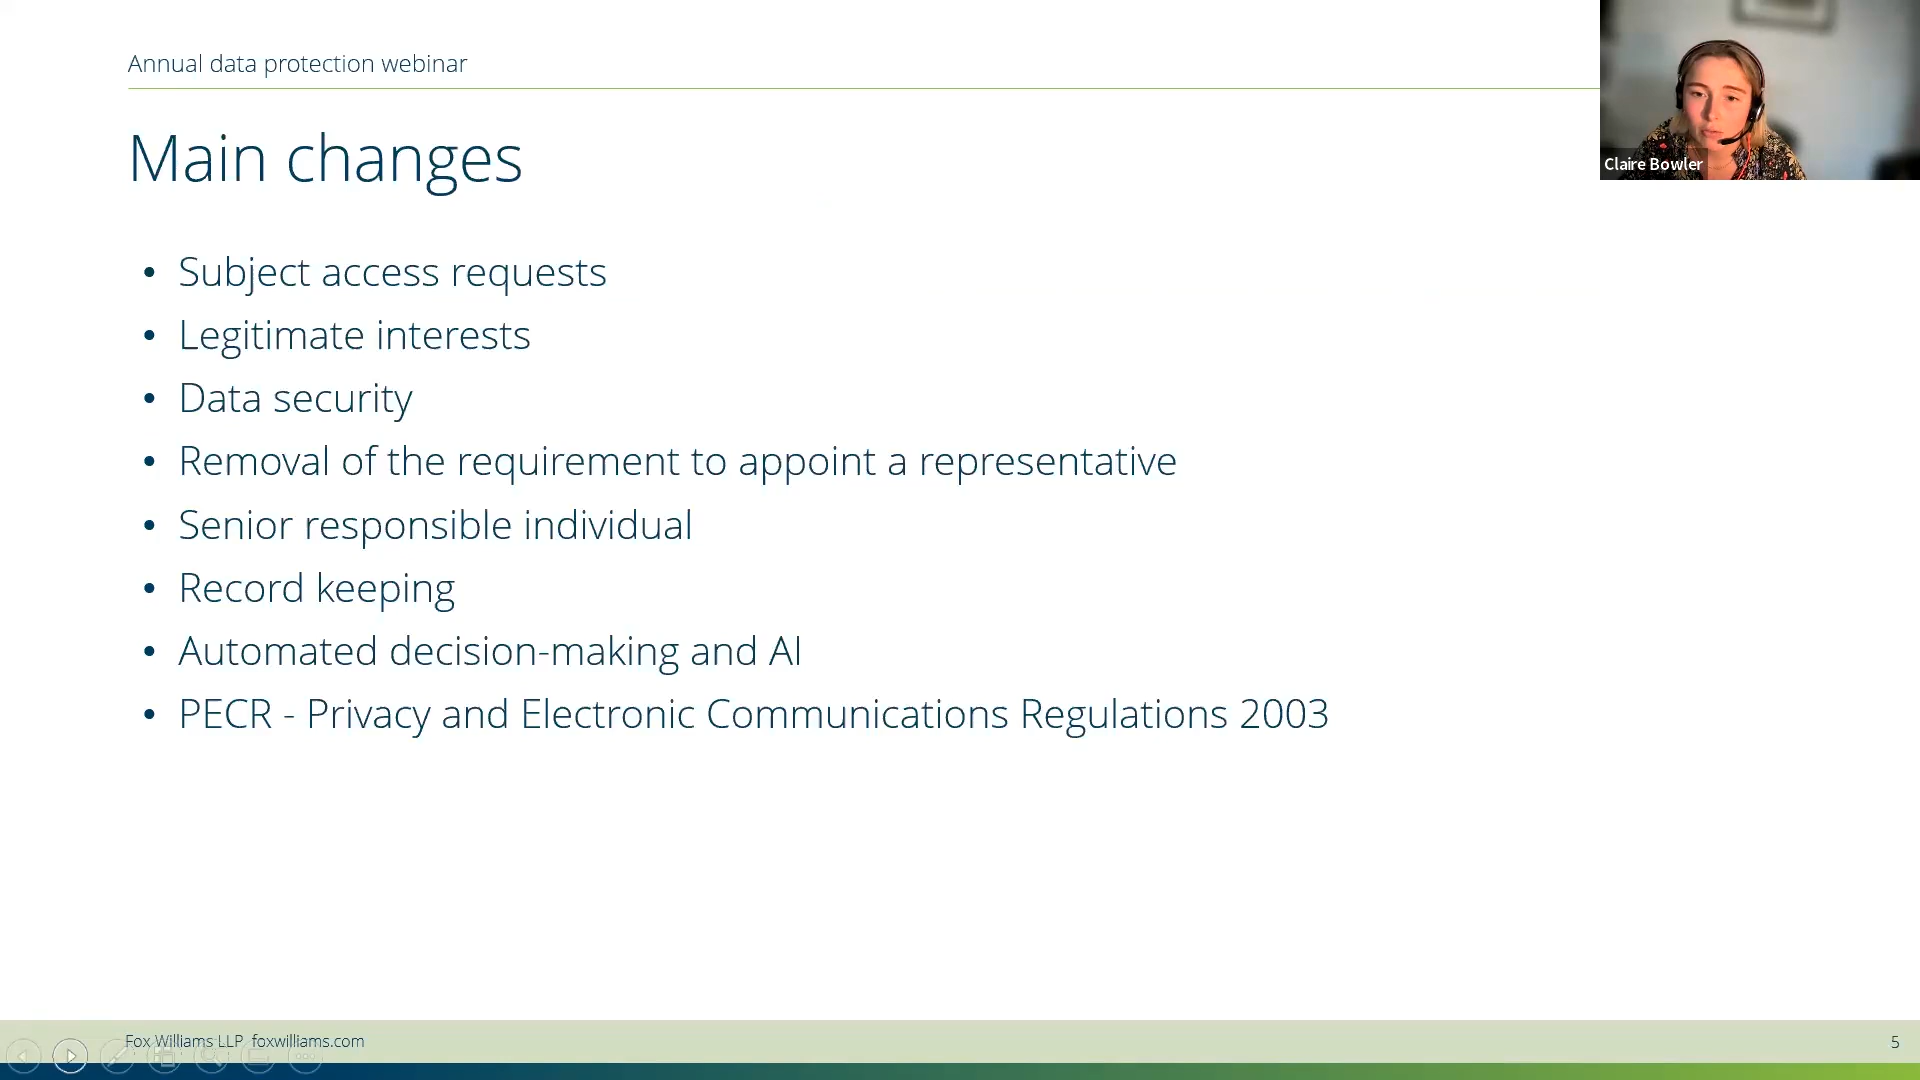 Annual data protection webinar
Claire Bowler
Main changes
• Subject access requests
• Legitimate interests
• Data security
• Removal of the requirement to appoint a representative
• Senior responsible individual
• Record keeping
• Automated decision-making and AI
• PECR - Privacy and Electronic Communications Regulations 2003
Fox Williams LLP foxwilliams.com
5